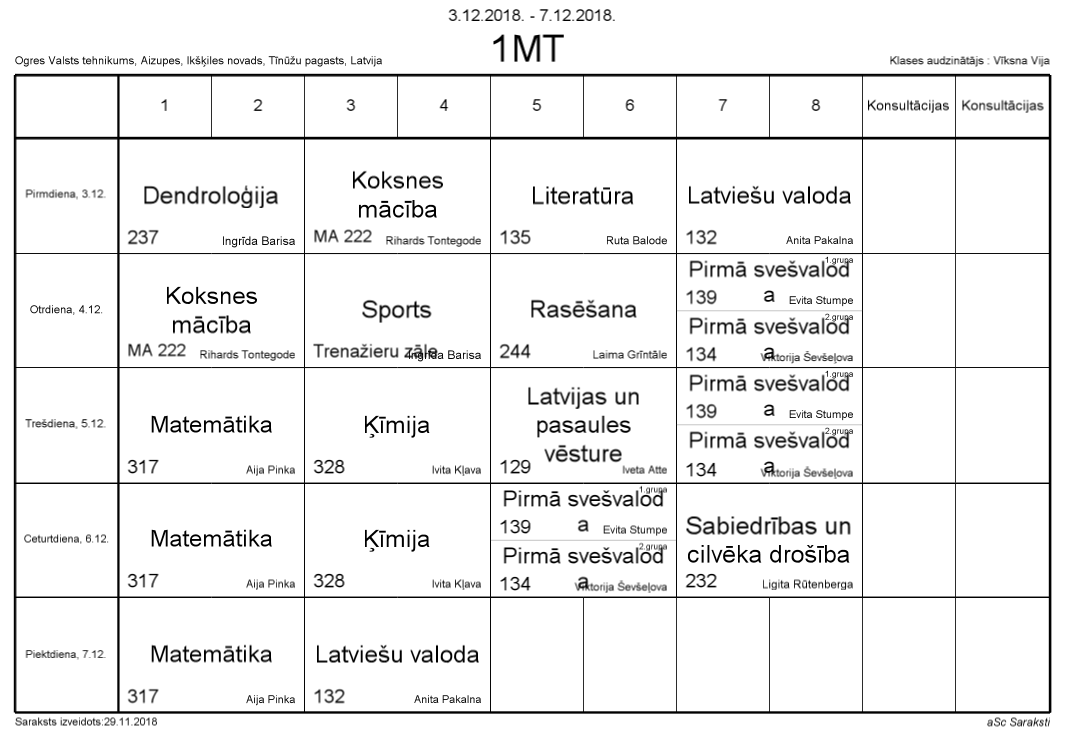 3.12.2018. - 7.12.2018.
1MT
Ogres Valsts tehnikums, Aizupes, Ikšķiles novads, Tīnūžu pagasts, Latvija
Klases audzinātājs : Vīksna Vija
1 2 3 4 5 6 7 8 Konsultācijas Konsultācijas
Pirmdiena, 3.12.
Dendroloģija
237 Ingrīda Barisa
Koksnes
mācība
MA 222 Rihards Tontegode
Literatūra
135 Ruta Balode
Latviešu valoda
132 Anita Pakalna
Otrdiena, 4.12.
Koksnes
mācība
MA 222 Rihards Tontegode
Sports
Trenažieru zāle Ingrīda Barisa
Rasēšana
244 Laima Grīntāle
1.grupa
Pirmā svešvalod
139 a Evita Stumpe
2.grupa
Pirmā svešvalod
134 a Viktorija Ševšeļova
Trešdiena, 5.12.
Matemātika
317 Aija Pinka
Ķīmija
328 Ivita Kļava
Latvijas un
pasaules
vēsture
129 Iveta Atte
1.grupa
Pirmā svešvalod
139 a Evita Stumpe
2.grupa
Pirmā svešvalod
134 a Viktorija Ševšeļova
Ceturtdiena, 6.12.
Matemātika
317 Aija Pinka
Ķīmija
328 Ivita Kļava
1.grupa
Pirmā svešvalod
139 a Evita Stumpe
2.grupa
Pirmā svešvalod
134 a Viktorija Ševšeļova
Sabiedrības un
cilvēka drošība
232 Ligita Rūtenberga
Piektdiena, 7.12.
Matemātika
317 Aija Pinka
Latviešu valoda
132 Anita Pakalna
Saraksts izveidots:29.11.2018
aSc Saraksti